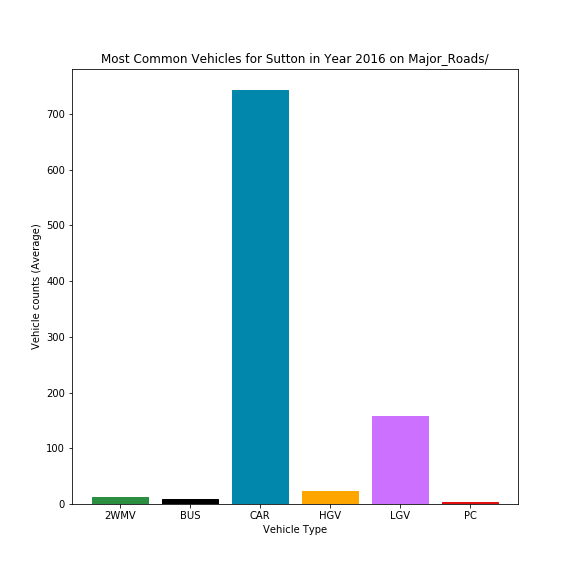 Most Common Vehicles for Sutton in Year 2016 on Major_Roads/
Vehicle counts (Average)
700
600
500
400
300
200
100
0
2WMV BUS CAR HGV LGV PC
Vehicle Type